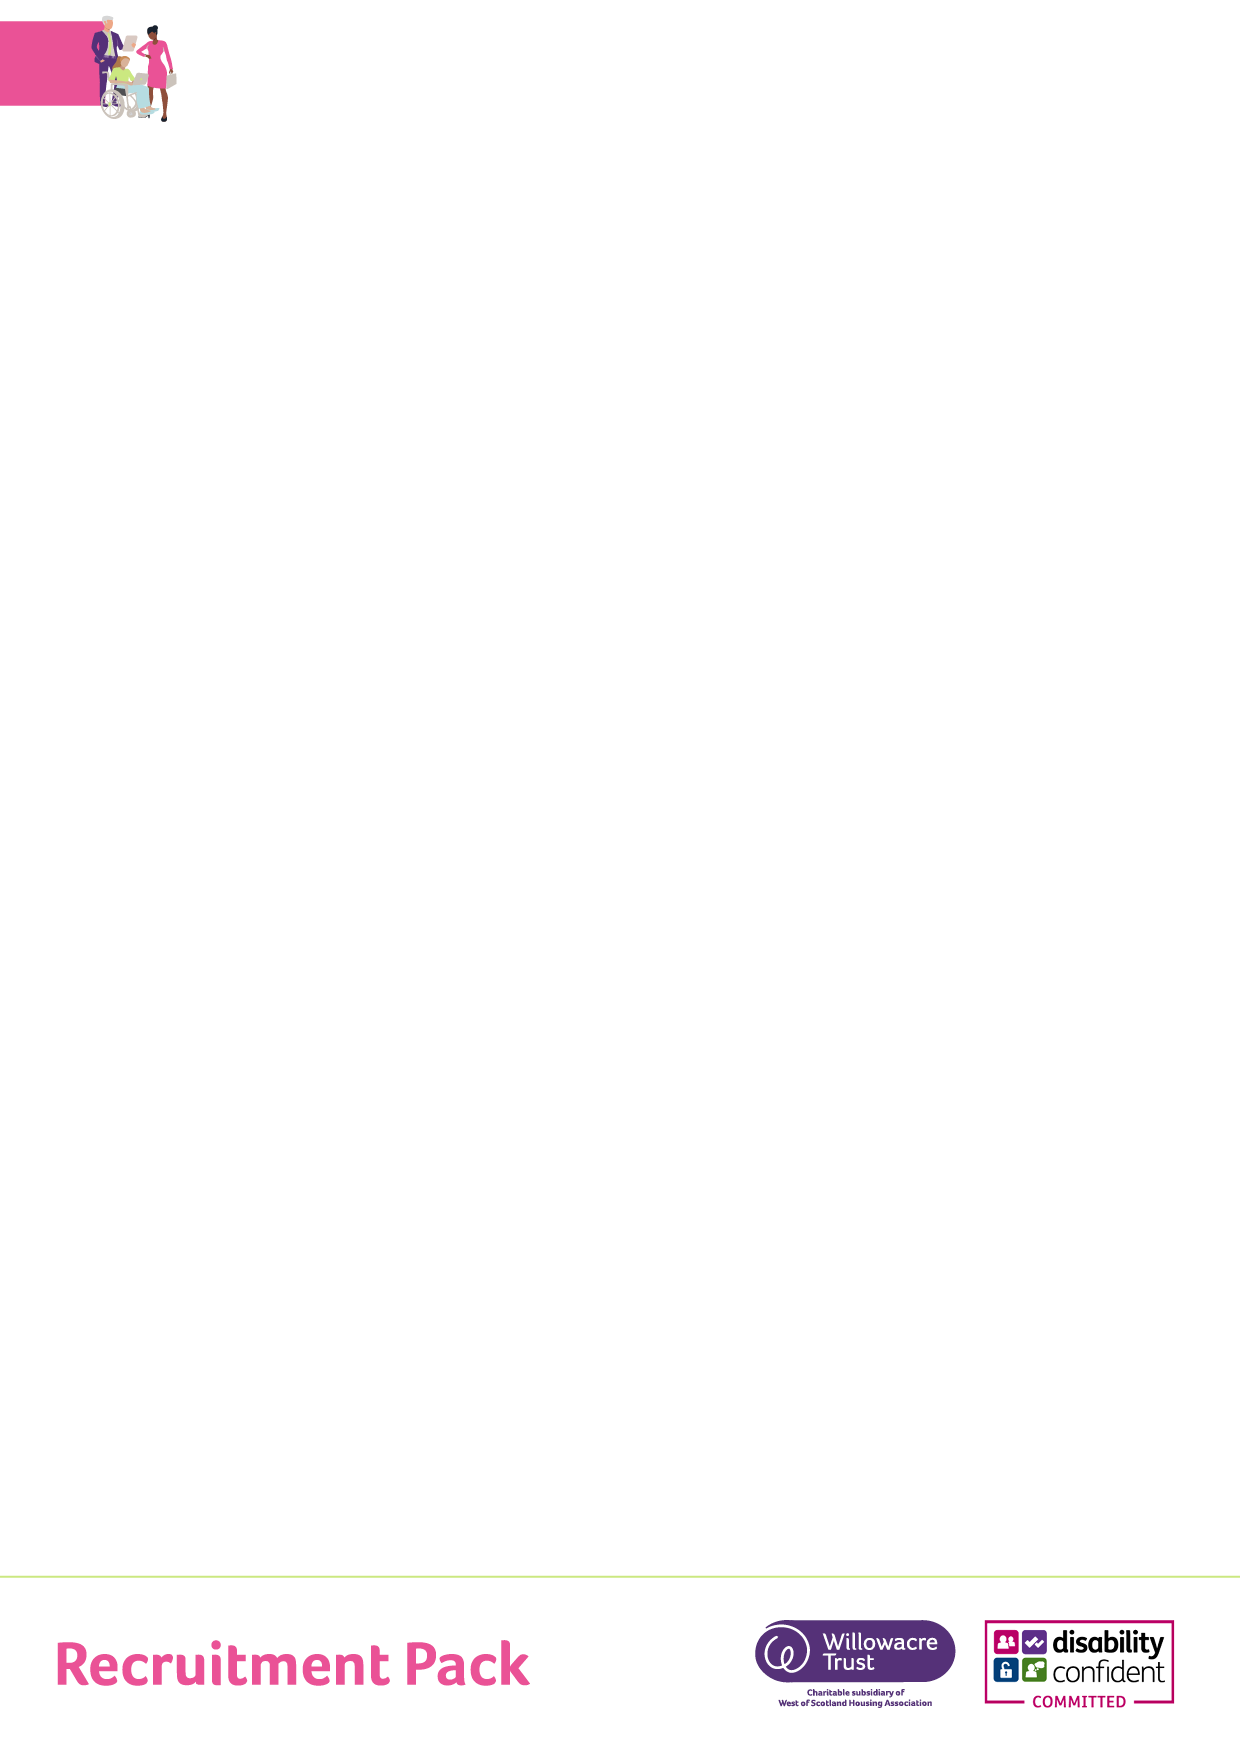 Recruitment Pack
Willowacre
Trust
Charitable subsidiary of
West of Scotland Housing Association
disability
confident
COMMITTED